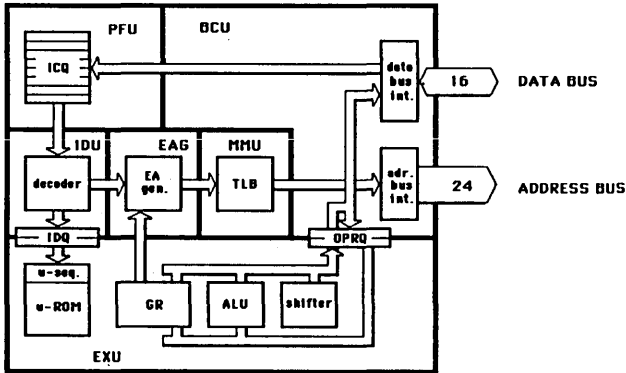 PFU
BCU
ICQ
data bus int.
16
DATA BUS
IDU
EAG
MMU
decoder
EA gen.
TLB
adr. bus int.
24
ADDRESS BUS
IDQ
OPRQ
u-seq.
u-ROM
GR
ALU
shifter
EXU